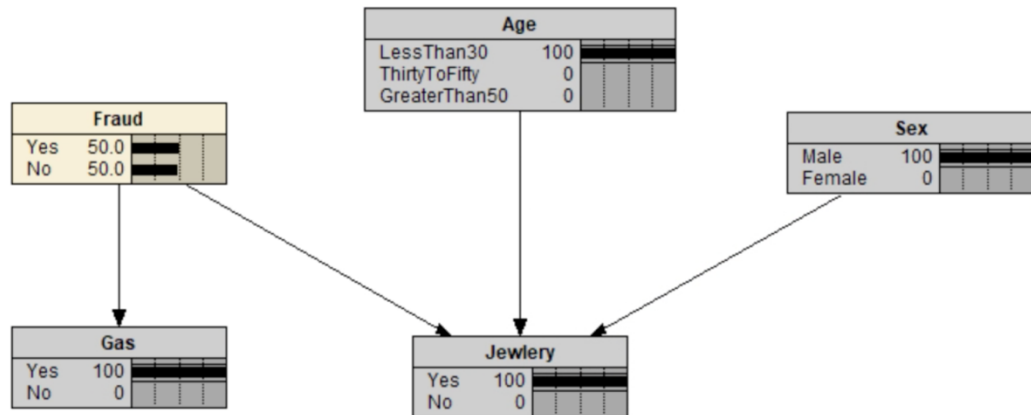 Age
LessThan30 100
ThirtyToFifty 0
GreaterThan50 0
Fraud
Yes 50.0
No 50.0
Sex
Male 100
Female 0
Gas
Yes 100
No 0
Jewlery
Yes 100
No 0